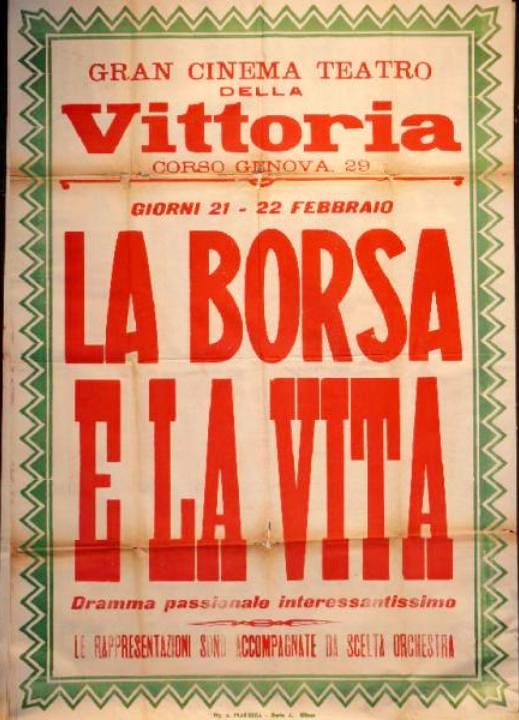 GRAN CINEMA TEATRO
DELLA
Vittoria
CORSO GENOVA, 29
GIORNI 21 - 22 FEBBRAIO
LA BORSA
E LA VITA
Dramma passionale interessantissimo
LE RAPPRESENTAZIONI SONO ACCOMPAGNATE DA SCELTA ORCHESTRA